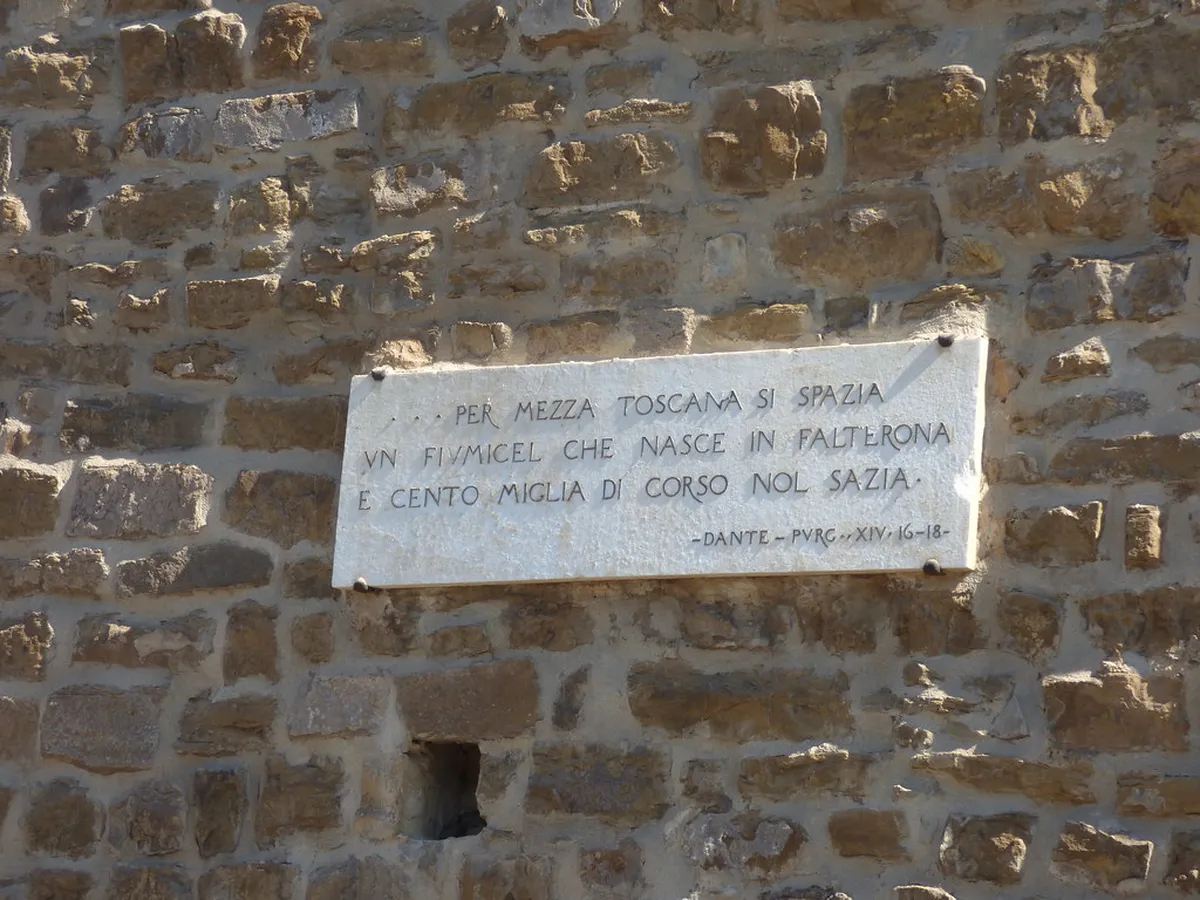 . . . PER MEZZA TOSCANA SI SPAZIA
VN FIVMICEL CHE NASCE IN FALTERONA
E CENTO MIGLIA DI CORSO NOL SAZIA.
-DANTE-PVRG., XIV, 16-18-